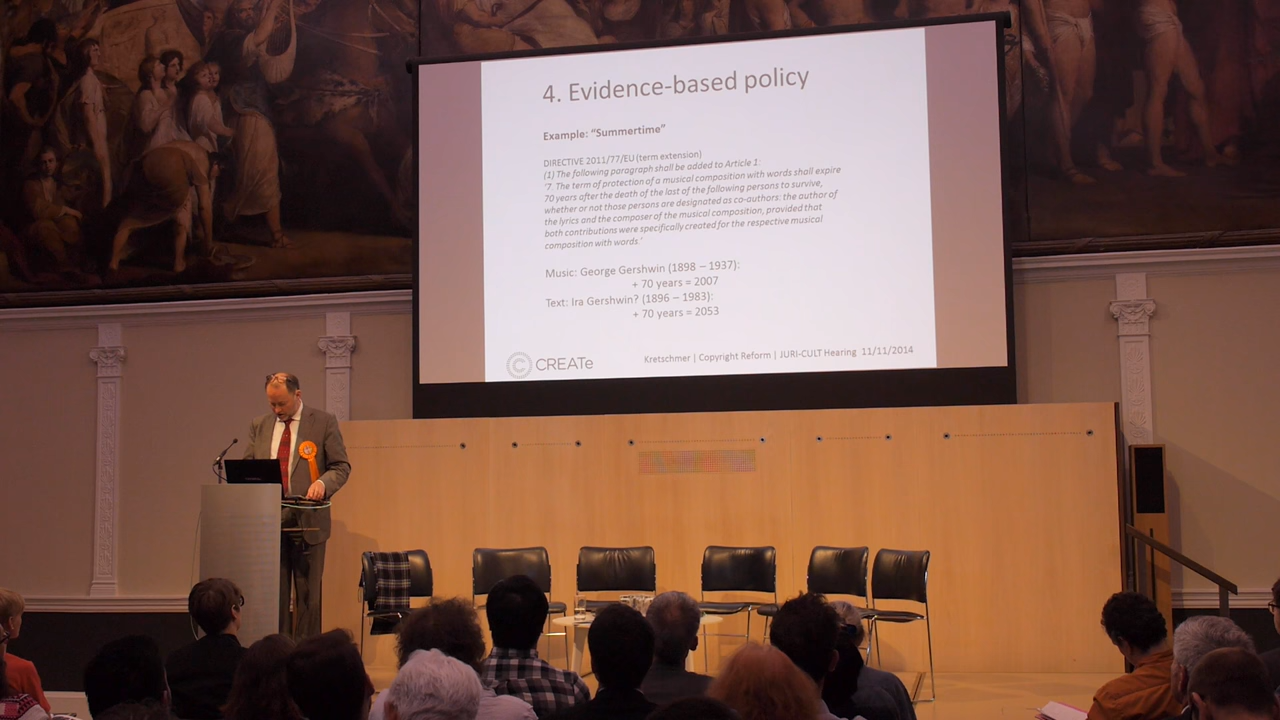 4. Evidence-based policy
Example: “Summertime”
DIRECTIVE 2011/77/EU (term extension)
(1) The following paragraph shall be added to Article 1:
‘7. The term of protection of a musical composition with words shall expire
70 years after the death of the last of the following persons to survive,
whether or not those persons are designated as co-authors: the author of
the lyrics and the composer of the musical composition, provided that
both contributions were specifically created for the respective musical
composition with words.’
Music: George Gershwin (1898 – 1937):
+ 70 years = 2007
Text: Ira Gershwin? (1896 – 1983):
+ 70 years = 2053
© CREATe
Kretschmer | Copyright Reform | JURI-CULT Hearing 11/11/2014